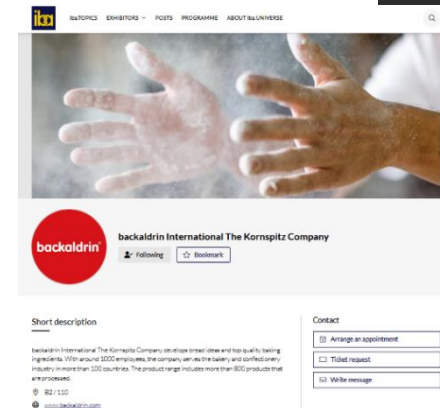 iba
ibaTOPICS EXHIBITORS POSTS PROGRAMME ABOUT iba.UNIVERSE
backaldrin
backaldrin International The Kornspitz Company
Following Bookmark
Short description
backaldrin International The Kornspitz Company develops bread ideas and top quality baking
ingredients. With around 1000 employees, the company serves the bakery and confectionery
industry in more than 100 countries. The product range includes more than 800 products that
are processed.
B2 / 110
www.backaldrin.com
Contact
Arrange an appointment
Ticket request
Write message